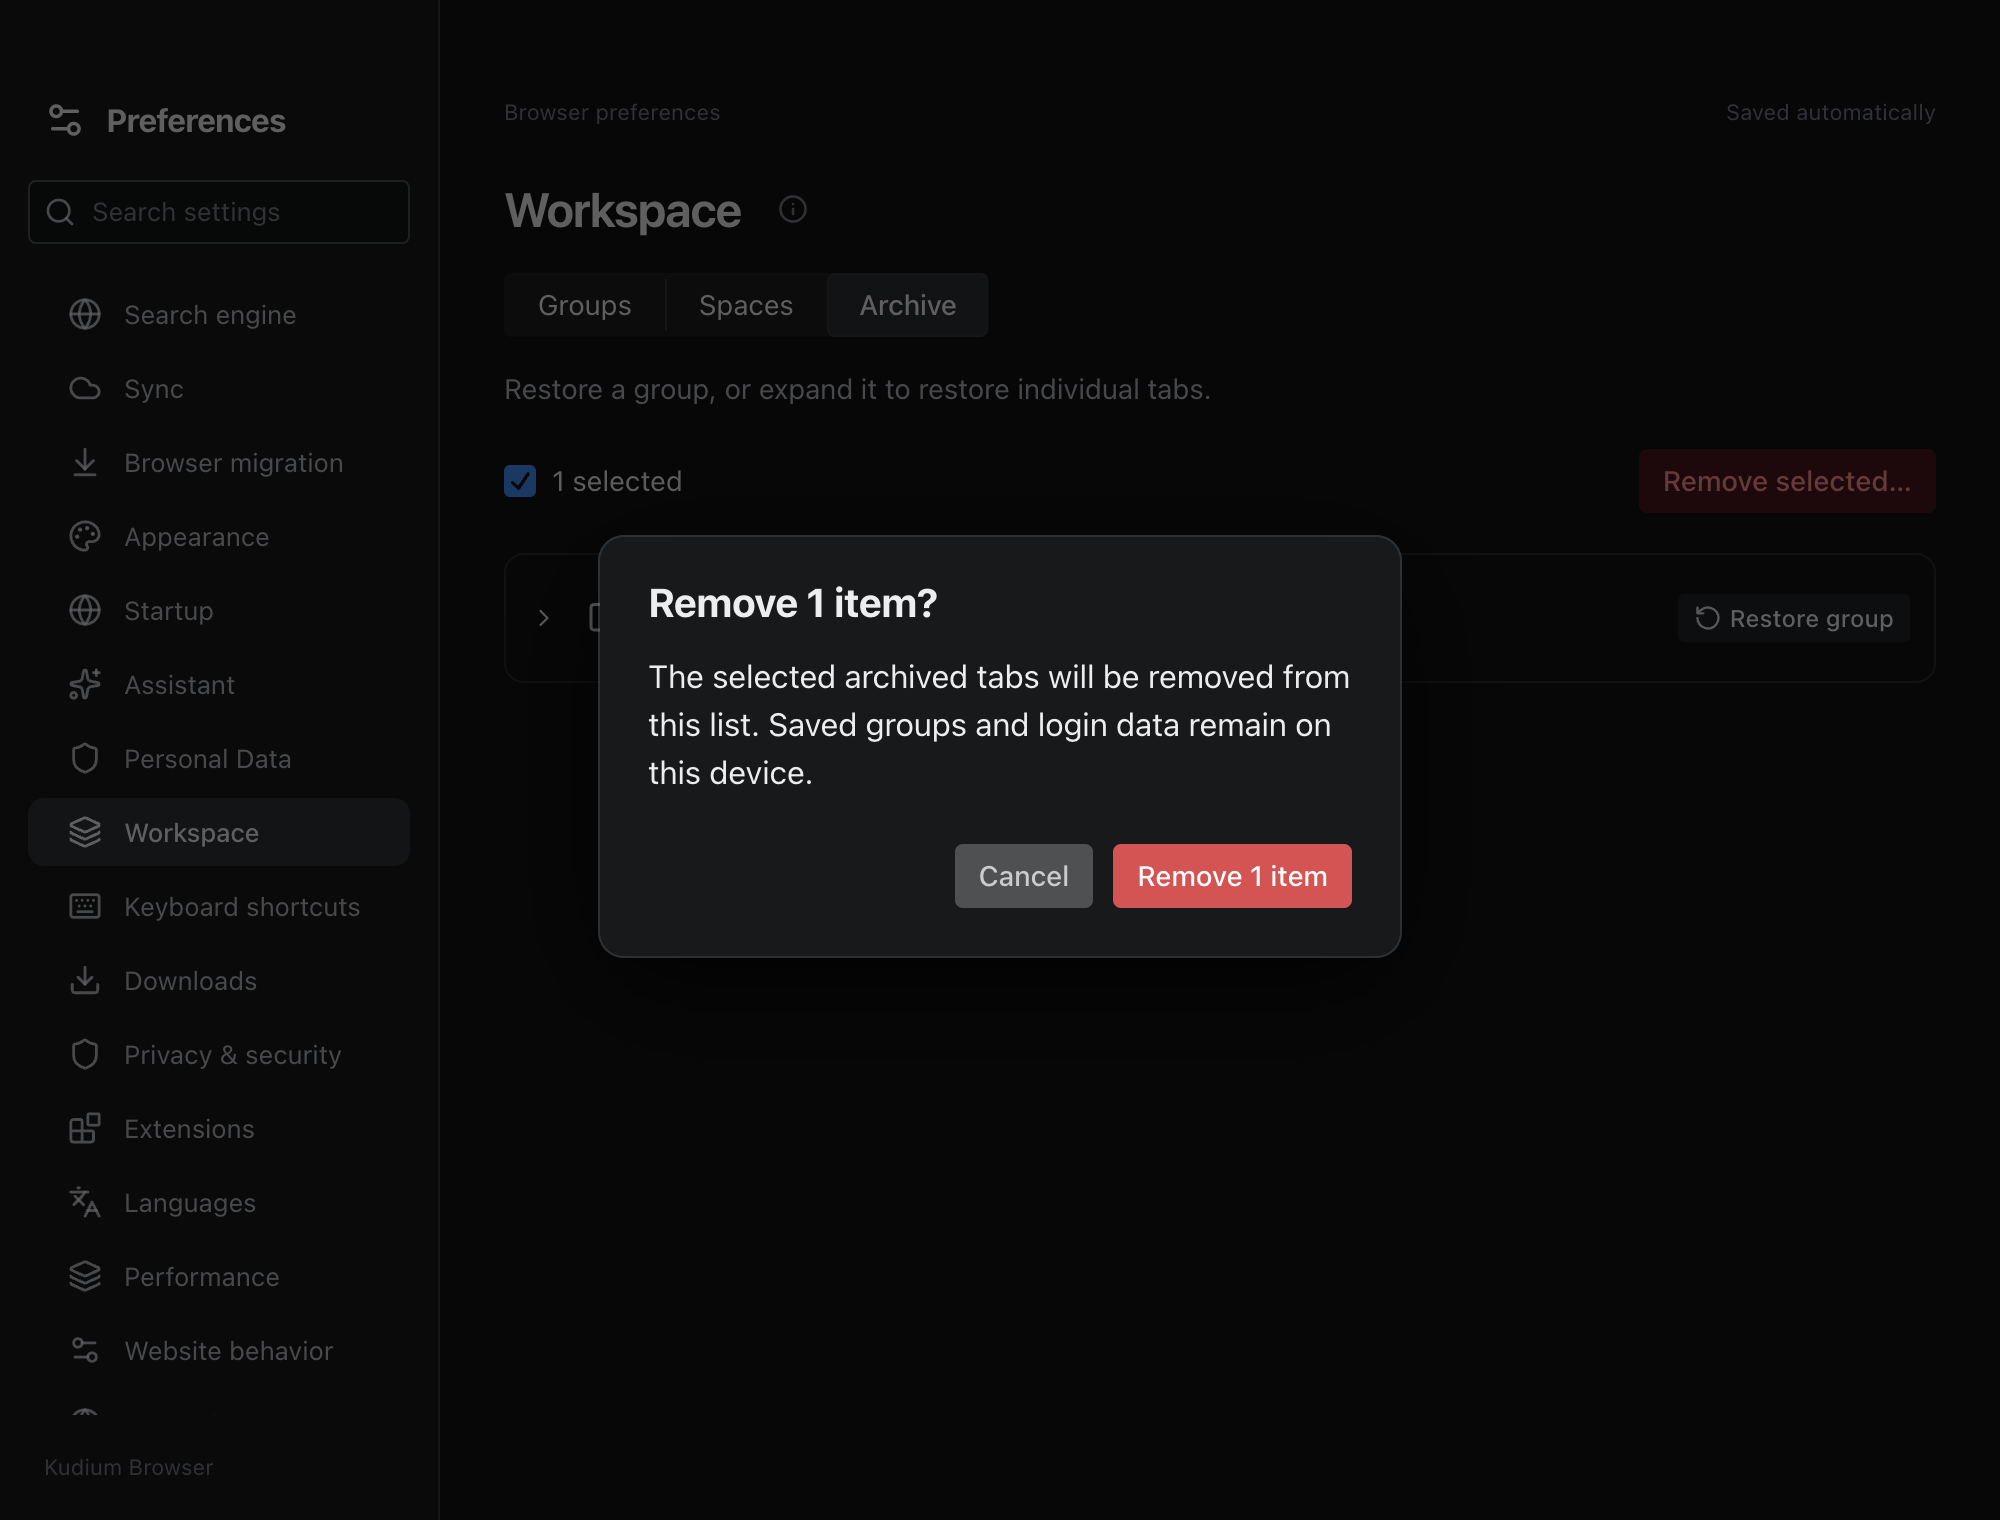 Preferences
Search settings
Search engine
Sync
Browser migration
Appearance
Startup
Assistant
Personal Data
Workspace
Keyboard shortcuts
Downloads
Privacy & security
Extensions
Languages
Performance
Website behavior
Kudium Browser
Browser preferences
Saved automatically
Workspace
Groups
Spaces
Archive
Restore a group, or expand it to restore individual tabs.
1 selected
Remove selected...
Restore group
Remove 1 item?
The selected archived tabs will be removed from
this list. Saved groups and login data remain on
this device.
Cancel
Remove 1 item